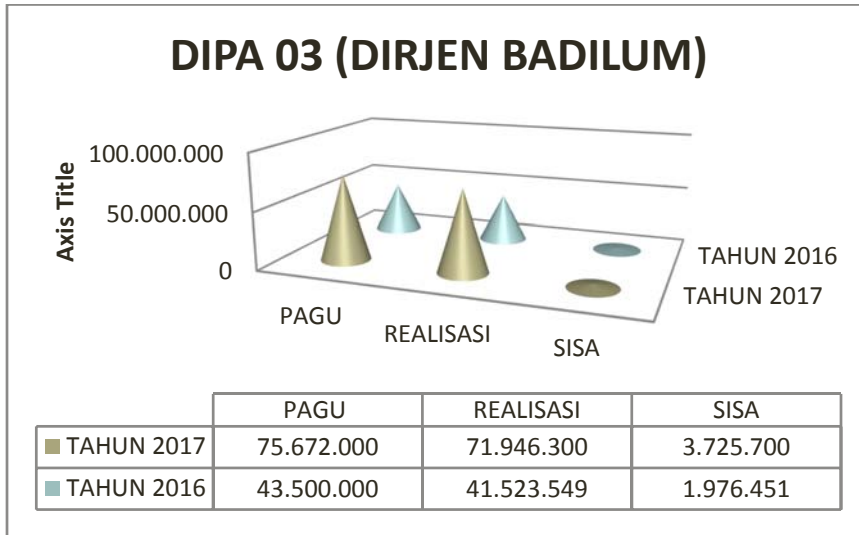 DIPA 03 (DIRJEN BADILUM)
Axis Title
100.000.000
50.000.000
0
PAGU
REALISASI
SISA
TAHUN 2016
TAHUN 2017
PAGU REALISASI SISA
TAHUN 2017 75.672.000 71.946.300 3.725.700
TAHUN 2016 43.500.000 41.523.549 1.976.451